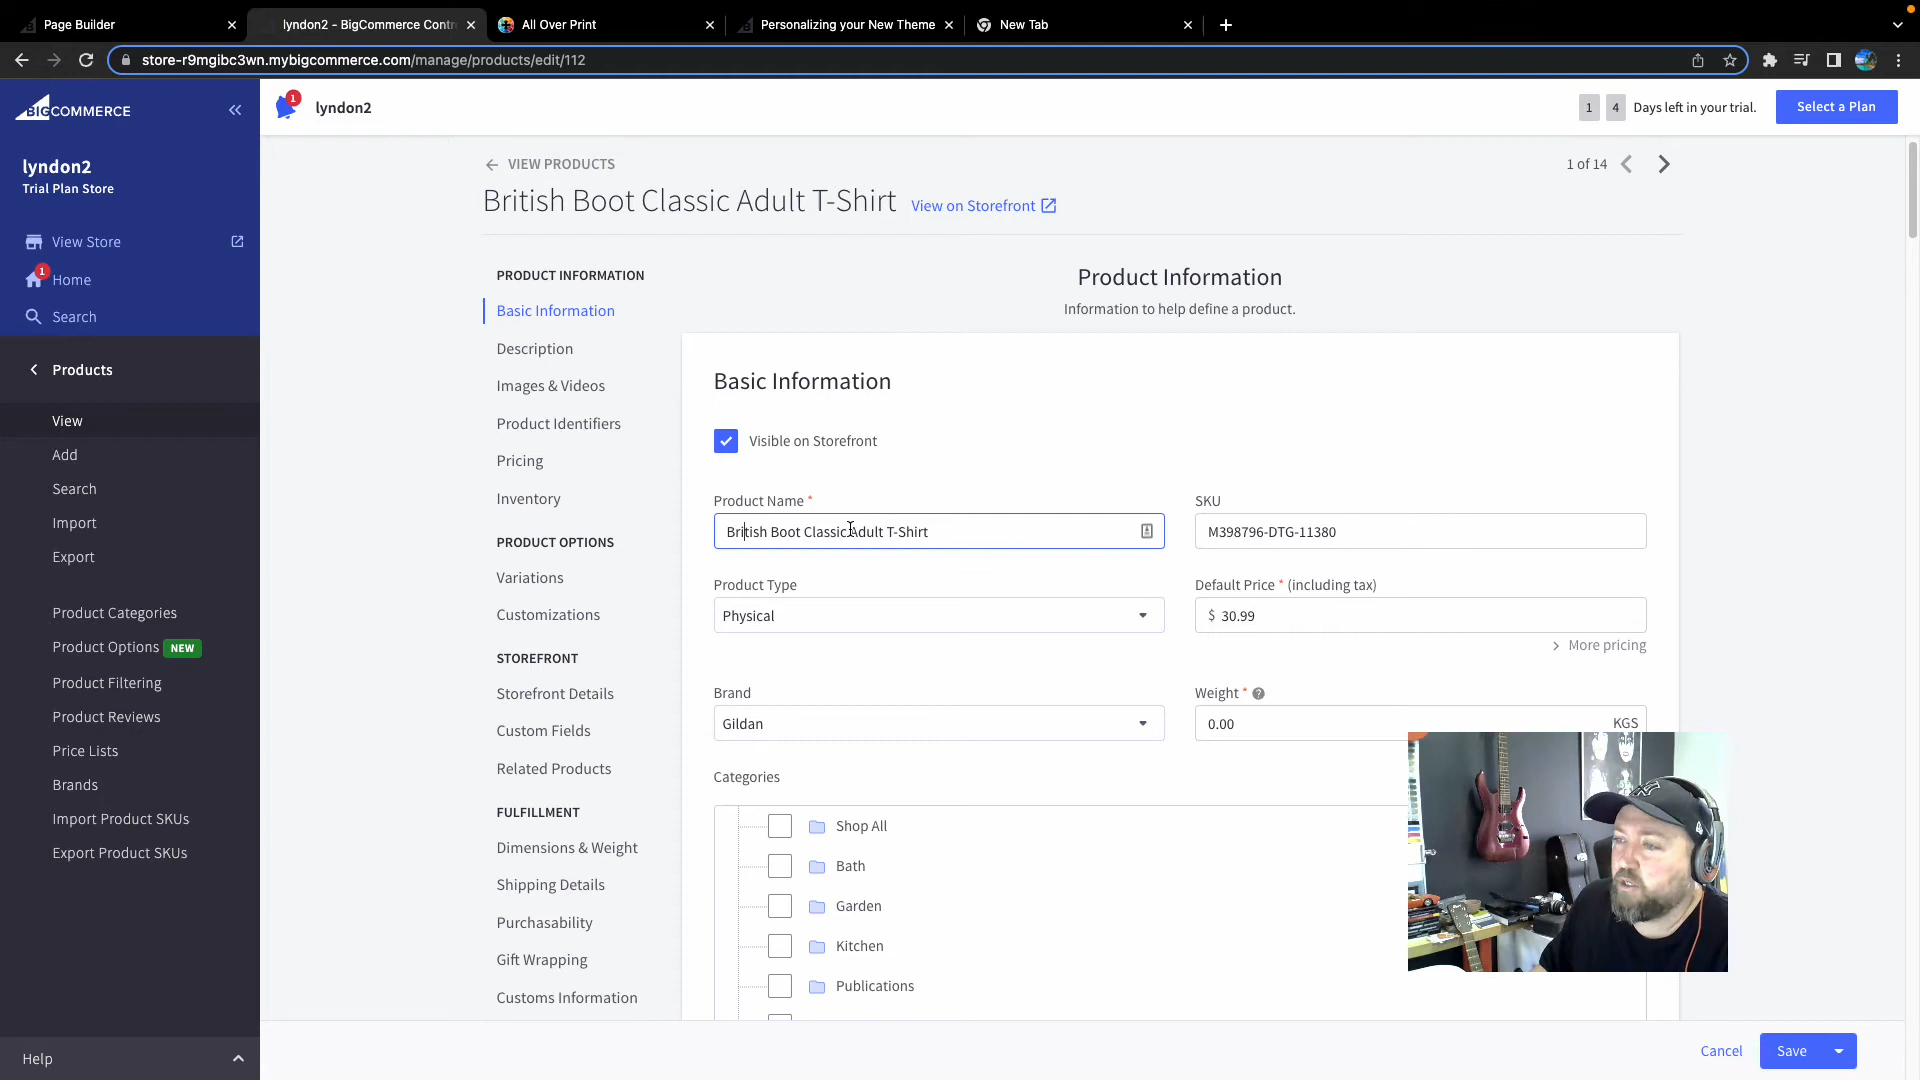 Page Builder
lyndon2 - BigCommerce Contr
All Over Print
Personalizing your New Theme
New Tab
store-r9mgibc3wn.mybigcommerce.com/manage/products/edit/112
BIGCOMMERCE
1
lyndon2
1 4 Days left in your trial.
Select a Plan
lyndon2
Trial Plan Store
View Store
1
Home
Search
Products
View
Add
Search
Import
Export
Product Categories
Product Options NEW
Product Filtering
Product Reviews
Price Lists
Brands
Import Product SKUs
Export Product SKUs
Help
VIEW PRODUCTS
1 of 14
British Boot Classic Adult T-Shirt
View on Storefront
PRODUCT INFORMATION
Basic Information
Description
Images & Videos
Product Identifiers
Pricing
Inventory
PRODUCT OPTIONS
Variations
Customizations
STOREFRONT
Storefront Details
Custom Fields
Related Products
FULFILLMENT
Dimensions & Weight
Shipping Details
Purchasability
Gift Wrapping
Customs Information
Product Information
Information to help define a product.
Basic Information
Visible on Storefront
Product Name *
British Boot Classic Adult T-Shirt
SKU
M398796-DTG-11380
Product Type
Physical
Default Price * (including tax)
$ 30.99
More pricing
Brand
Gildan
Weight * ?
0.00 KGS
Categories
Shop All
Bath
Garden
Kitchen
Publications
Cancel
Save